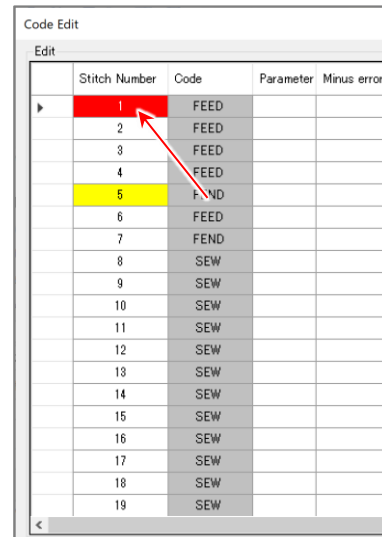 Code Edit
Edit
Stitch Number Code Parameter Minus error
1 FEED
2 FEED
3 FEED
4 FEED
5 FEND
6 FEED
7 FEND
8 SEW
9 SEW
10 SEW
11 SEW
12 SEW
13 SEW
14 SEW
15 SEW
16 SEW
17 SEW
18 SEW
19 SEW